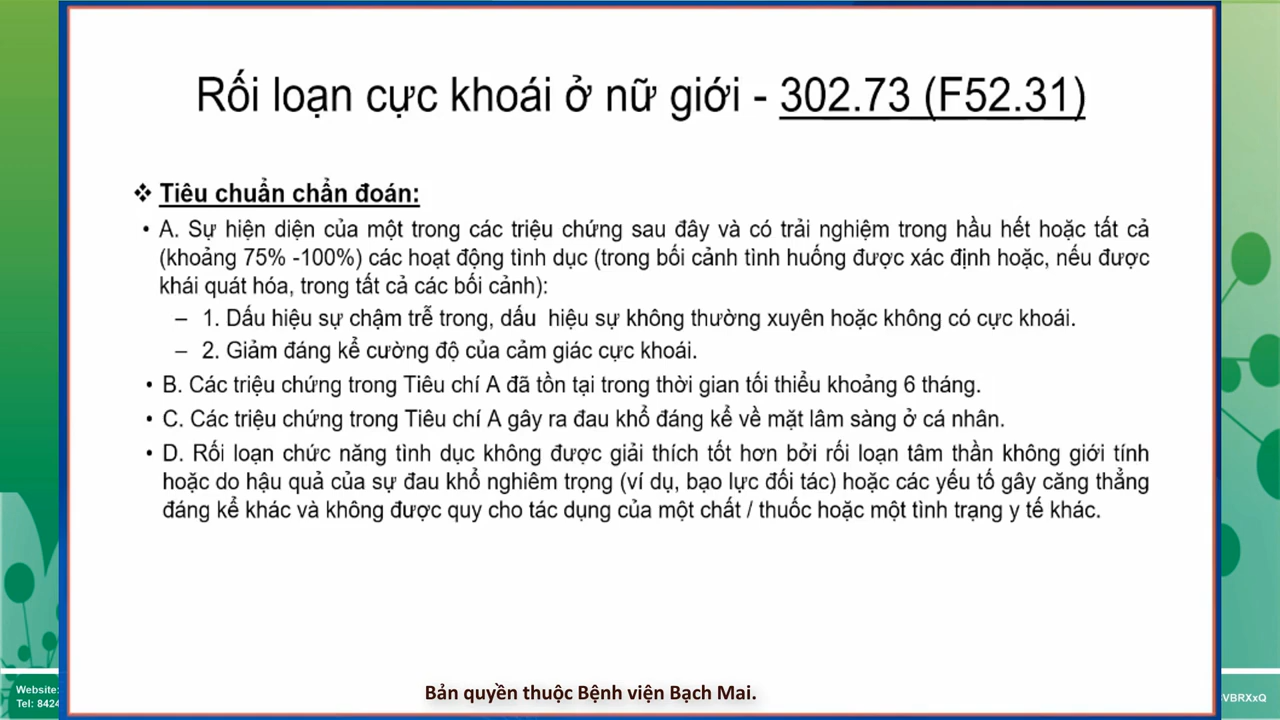 Rối loạn cực khoái ở nữ giới - 302.73 (F52.31)
❖ Tiêu chuẩn chẩn đoán:
• A. Sự hiện diện của một trong các triệu chứng sau đây và có trải nghiệm trong hầu hết hoặc tất cả
(khoảng 75% -100%) các hoạt động tình dục (trong bối cảnh tình huống được xác định hoặc, nếu được
khái quát hóa, trong tất cả các bối cảnh):
– 1. Dấu hiệu sự chậm trễ trong, dấu hiệu sự không thường xuyên hoặc không có cực khoái.
– 2. Giảm đáng kể cường độ của cảm giác cực khoái.
• B. Các triệu chứng trong Tiêu chí A đã tồn tại trong thời gian tối thiểu khoảng 6 tháng.
• C. Các triệu chứng trong Tiêu chí A gây ra đau khổ đáng kể về mặt lâm sàng ở cá nhân.
• D. Rối loạn chức năng tình dục không được giải thích tốt hơn bởi rối loạn tâm thần không giới tính
hoặc do hậu quả của sự đau khổ nghiêm trọng (ví dụ, bạo lực đối tác) hoặc các yếu tố gây căng thẳng
đáng kể khác và không được quy cho tác dụng của một chất / thuốc hoặc một tình trạng y tế khác.
Bản quyền thuộc Bệnh viện Bạch Mai.
Website:
Tel: 8424
VBRXxQ